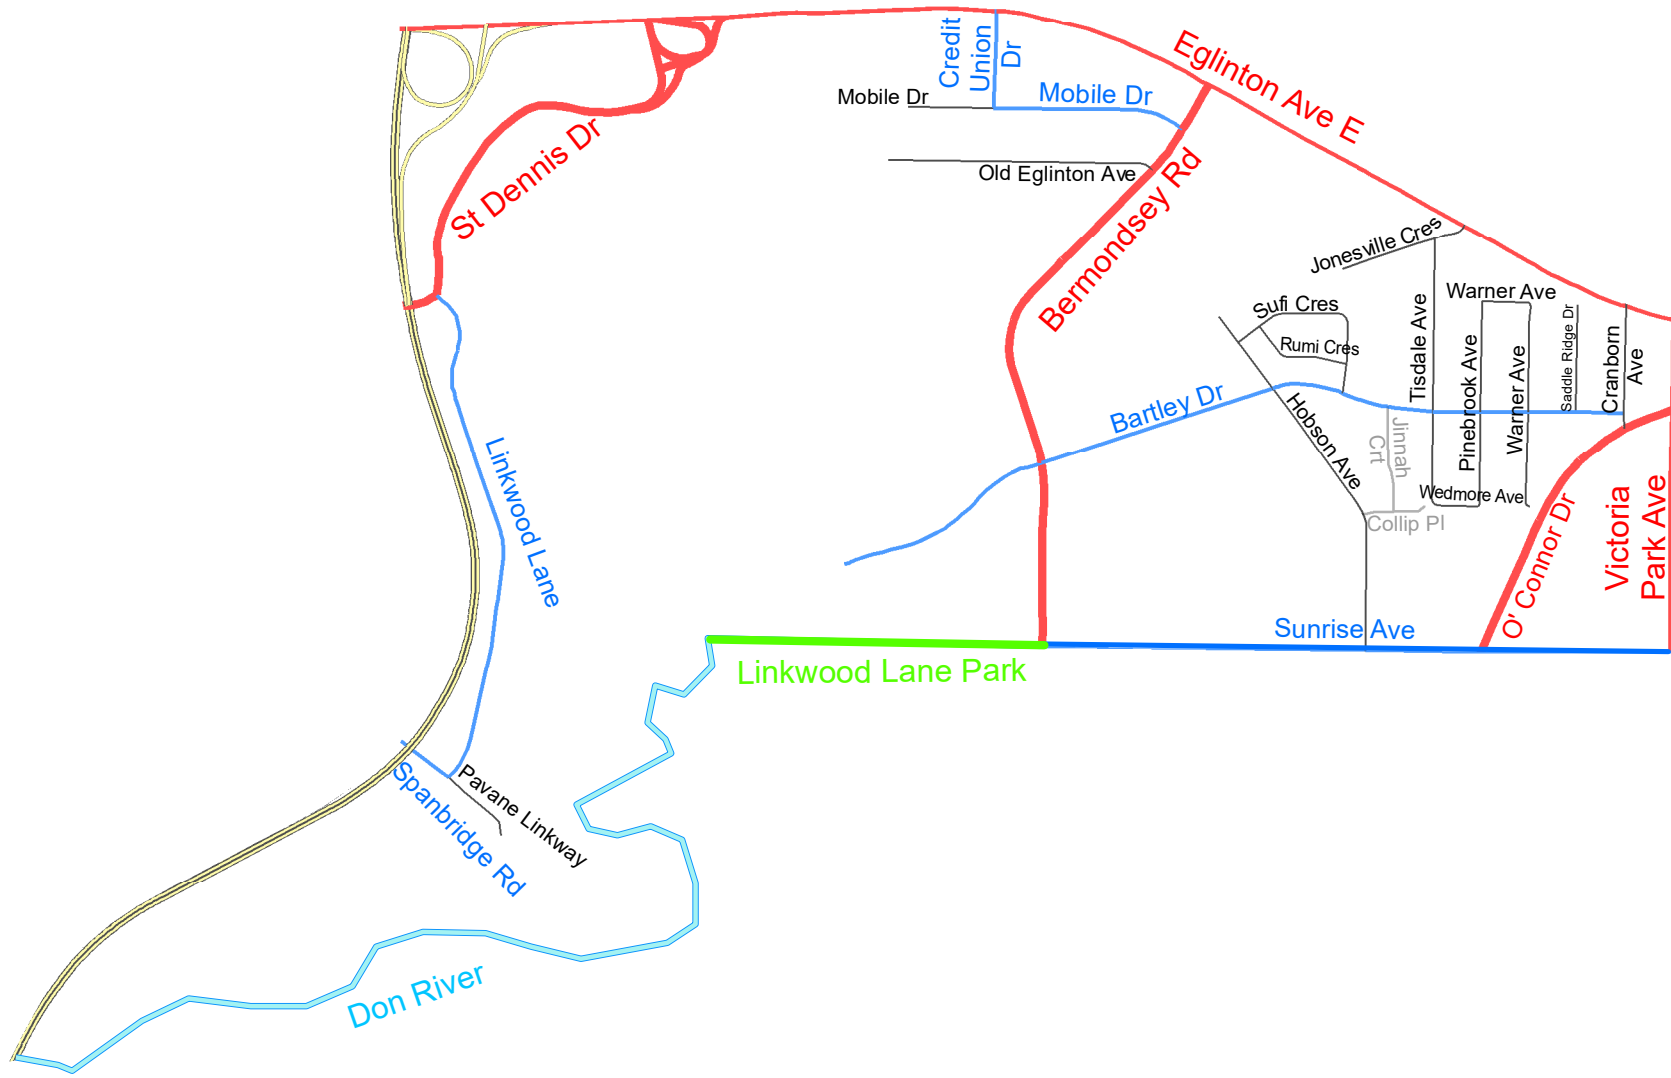 Credit
Union
Dr
Eglinton Ave E
Mobile Dr
Mobile Dr
St Dennis Dr
Old Eglinton Ave
Bermondsey Rd
Jonesville Cres
Warner Ave
Sufi Cres
Rumi Cres
Tisdale Ave
Pinebrook Ave
Warner Ave
Saddle Ridge Dr
Cranborn
Ave
Bartley Dr
Hobson Ave
Jinnah
Crt
Linkwood Lane
Wedmore Ave
Collip Pl
O' Connor Dr
Victoria
Park Ave
Sunrise Ave
Linkwood Lane Park
Spanbridge Rd
Pavane Linkway
Don River